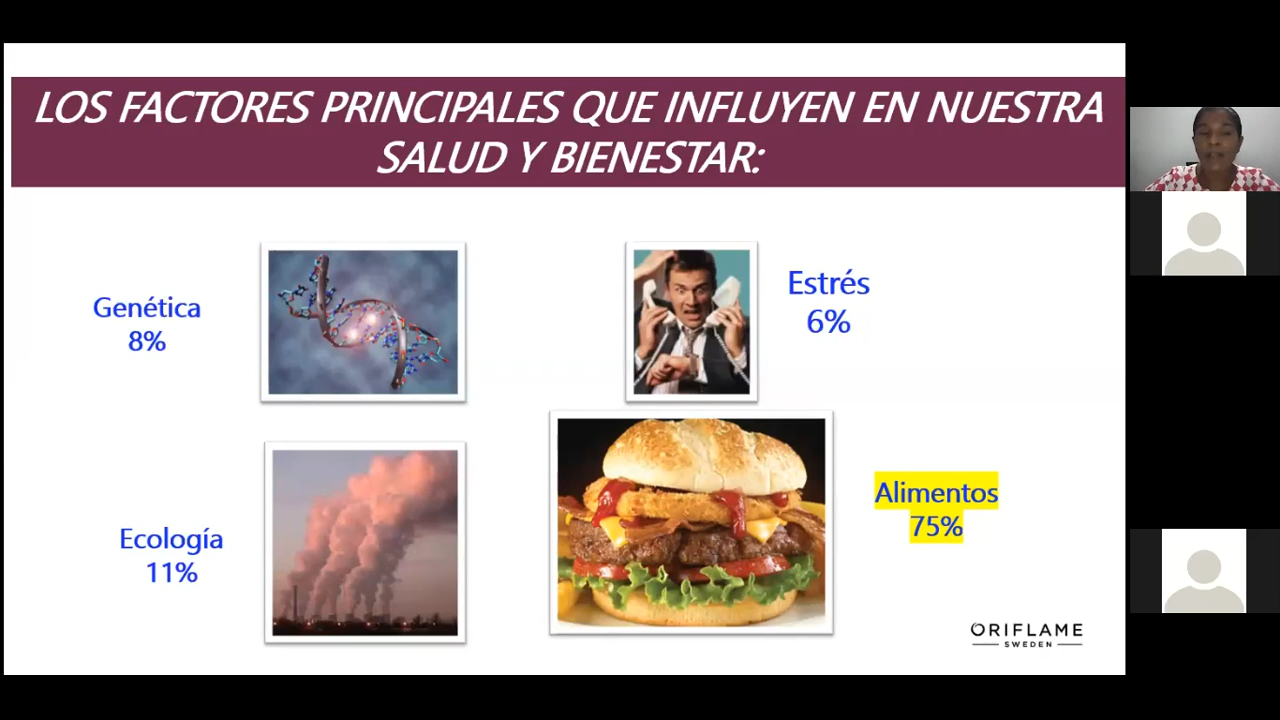 LOS FACTORES PRINCIPALES QUE INFLUYEN EN NUESTRA
SALUD Y BIENESTAR:
Genética
8%
Estrés
6%
Ecología
11%
Alimentos
75%
ORIFLAME
SWEDEN